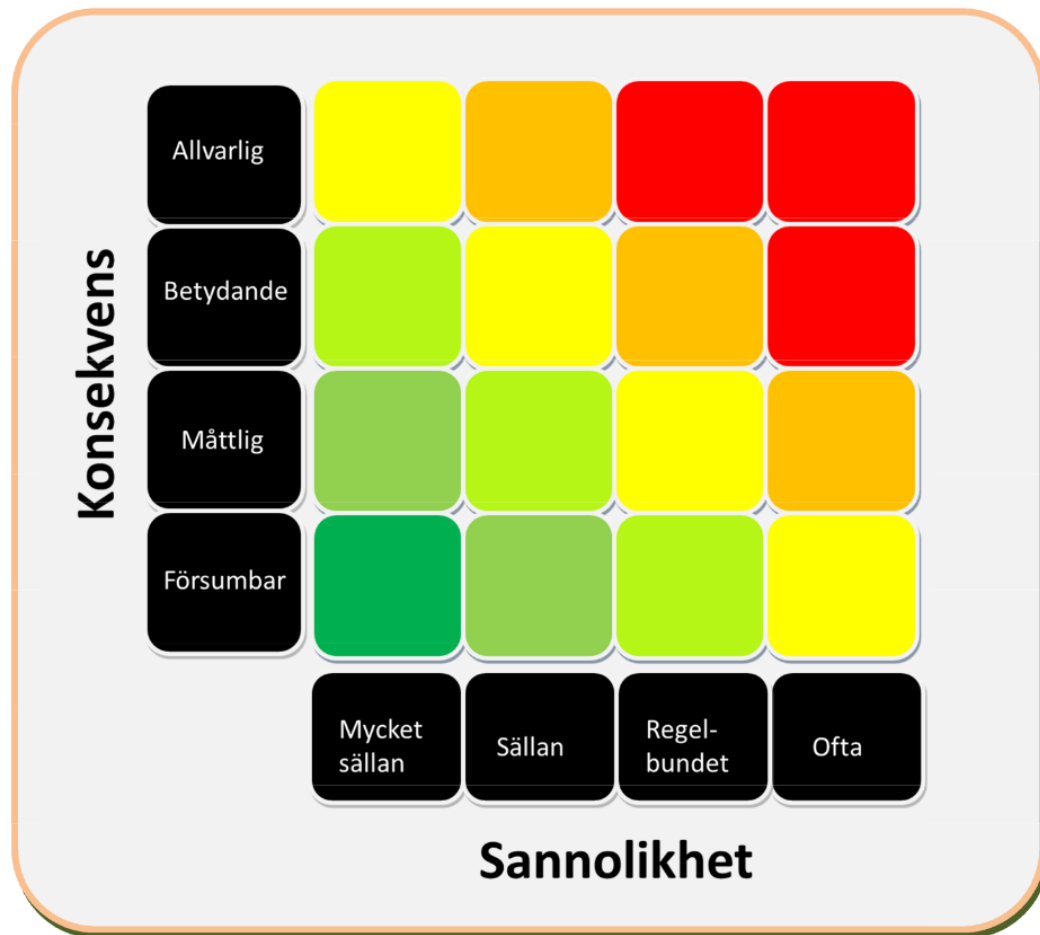 Konsekvens
Allvarlig
Betydande
Måttlig
Försumbar
Mycket
sällan
Sällan
Regel-
bundet
Ofta
Sannolikhet